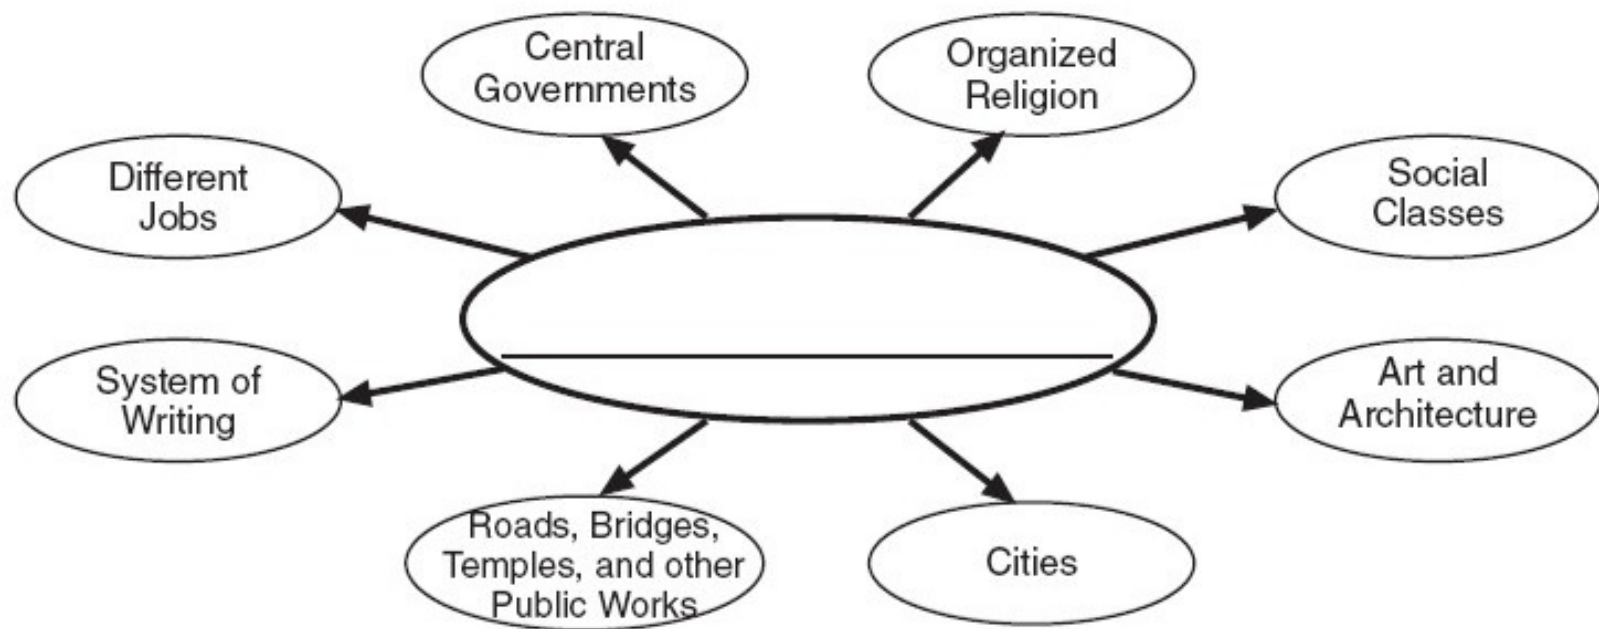 Central
Governments
Organized
Religion
Different
Jobs
Social
Classes
System of
Writing
Art and
Architecture
Roads, Bridges,
Temples, and other
Public Works
Cities